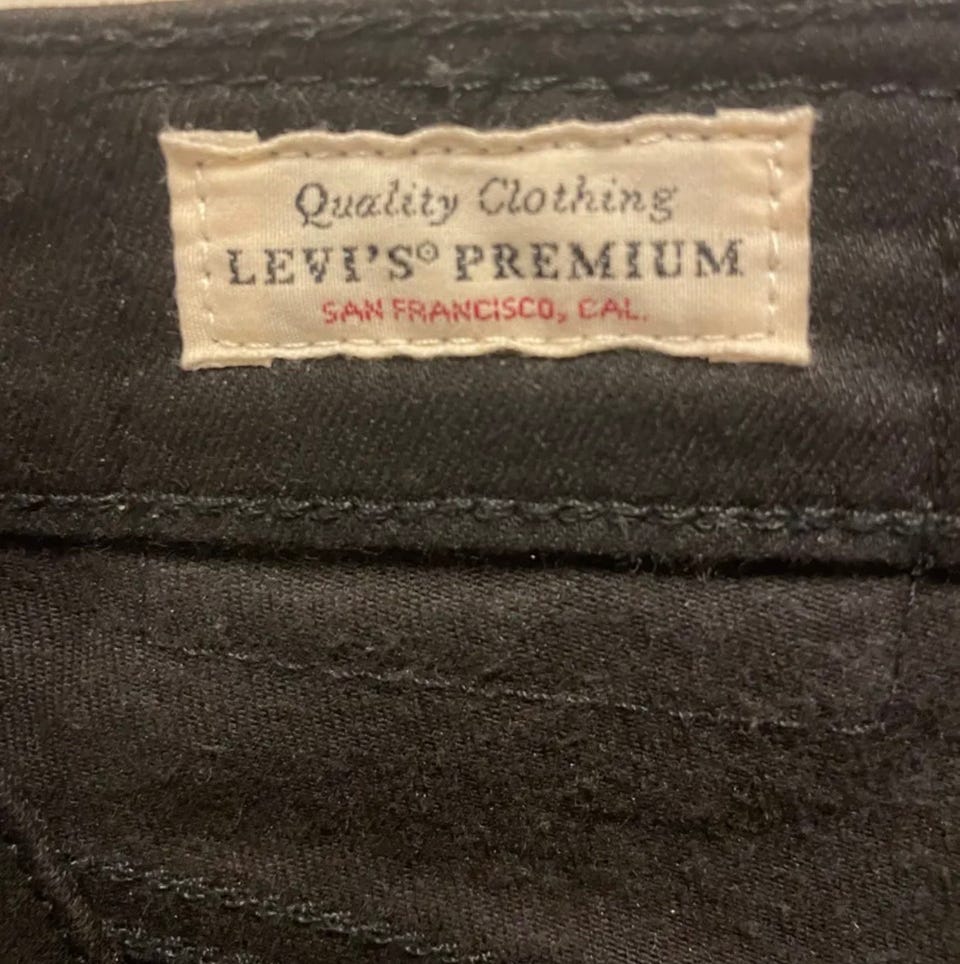 Quality Clothing
LEVI'S® PREMIUM
SAN FRANCISCO, CAL.